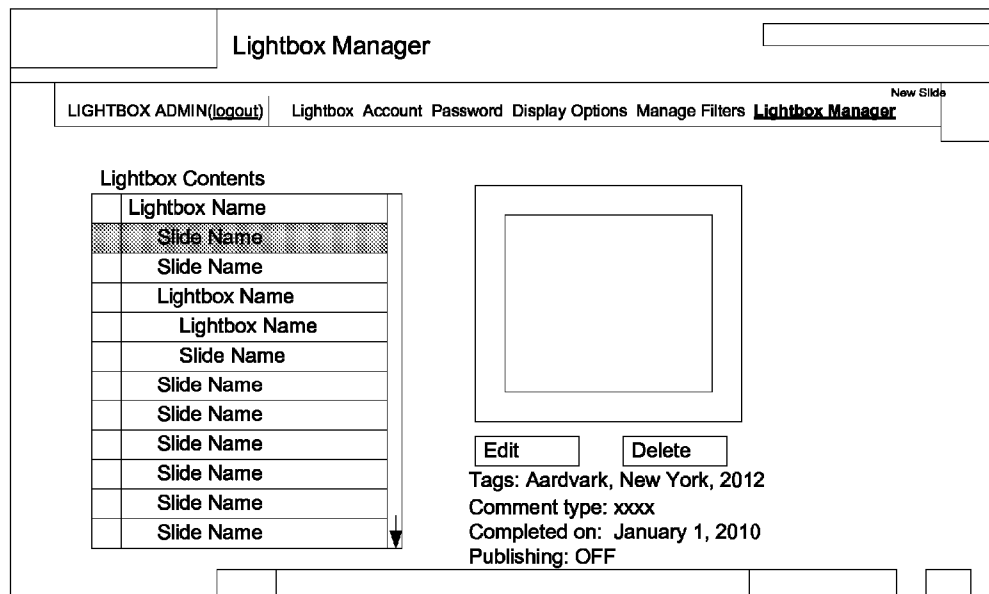 Lightbox Manager
New Slide
LIGHTBOX ADMIN(logout) Lightbox Account Password Display Options Manage Filters Lightbox Manager
Lightbox Contents
Lightbox Name
Slide Name
Slide Name
Lightbox Name
Lightbox Name
Slide Name
Slide Name
Slide Name
Slide Name
Slide Name
Slide Name
Slide Name
Edit Delete
Tags: Aardvark, New York, 2012
Comment type: xxxx
Completed on: January 1, 2010
Publishing: OFF